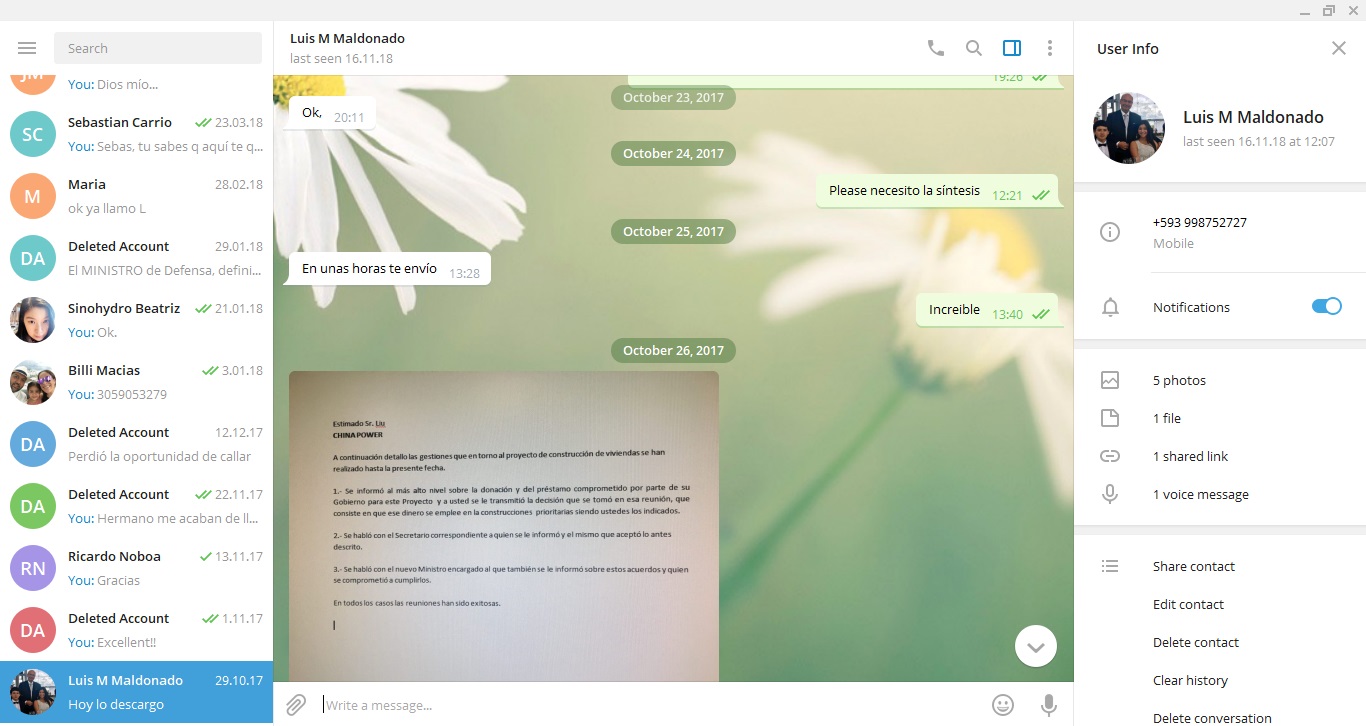 Search
JM
You: Dios mío...
SC
Sebastian Carrio 23.03.18
You: Sebas, tu sabes q aquí te q...
M
Maria 28.02.18
ok ya llamo L
DA
Deleted Account 29.01.18
El MINISTRO de Defensa, defini...
Sinohydro Beatriz 21.01.18
You: Ok.
Billi Macias 3.01.18
You: 3059053279
DA
Deleted Account 12.12.17
Perdió la oportunidad de callar
DA
Deleted Account 22.11.17
You: Hermano me acaban de ll...
RN
Ricardo Noboa 13.11.17
You: Gracias
DA
Deleted Account 1.11.17
You: Excellent!!
Luis M Maldonado 29.10.17
Hoy lo descargo
Luis M Maldonado
last seen 16.11.18
19:26
October 23, 2017
Ok, 20:11
October 24, 2017
Please necesito la síntesis 12:21
October 25, 2017
En unas horas te envío 13:28
Increible 13:40
October 26, 2017
Estimado Sr. Liu
CHINA POWER
A continuación detallo las gestiones que en torno al proyecto de construcción de viviendas se han
realizado hasta la presente fecha.
1.- Se informó al más alto nivel sobre la donación y del préstamo comprometido por parte de su
Gobierno para este Proyecto y a usted se le transmitió la decisión que se tomó en esa reunión, que
consiste en que ese dinero se emplee en la construcciones prioritarias siendo ustedes los indicados.
2.- Se habló con el Secretario correspondiente a quien se le informó y el mismo que aceptó lo antes
descrito.
3.- Se habló con el nuevo Ministro encargado al que también se le informó sobre estos acuerdos y quien
se comprometió a cumplirlos.
En todos los casos las reuniones han sido exitosas.
Write a message...
User Info
Luis M Maldonado
last seen 16.11.18 at 12:07
+593 998752727
Mobile
Notifications
5 photos
1 file
1 shared link
1 voice message
Share contact
Edit contact
Delete contact
Clear history
Delete conversation